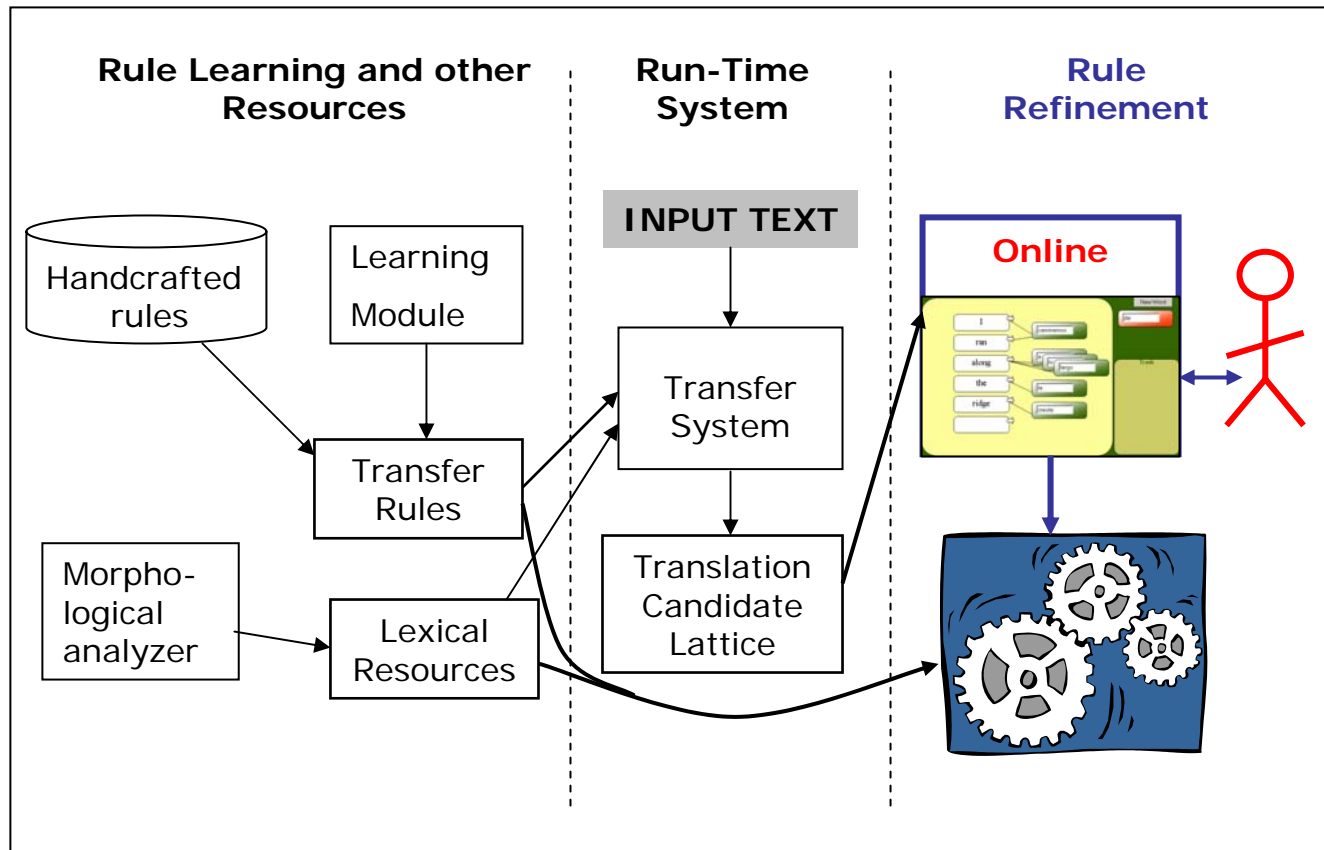 Rule Learning and other
Resources
Run-Time
System
Rule
Refinement
Handcrafted
rules
Learning
Module
Transfer
Rules
Morpho-
logical
analyzer
Lexical
Resources
INPUT TEXT
Transfer
System
Translation
Candidate
Lattice
Online
I
ran
along
the
ridge